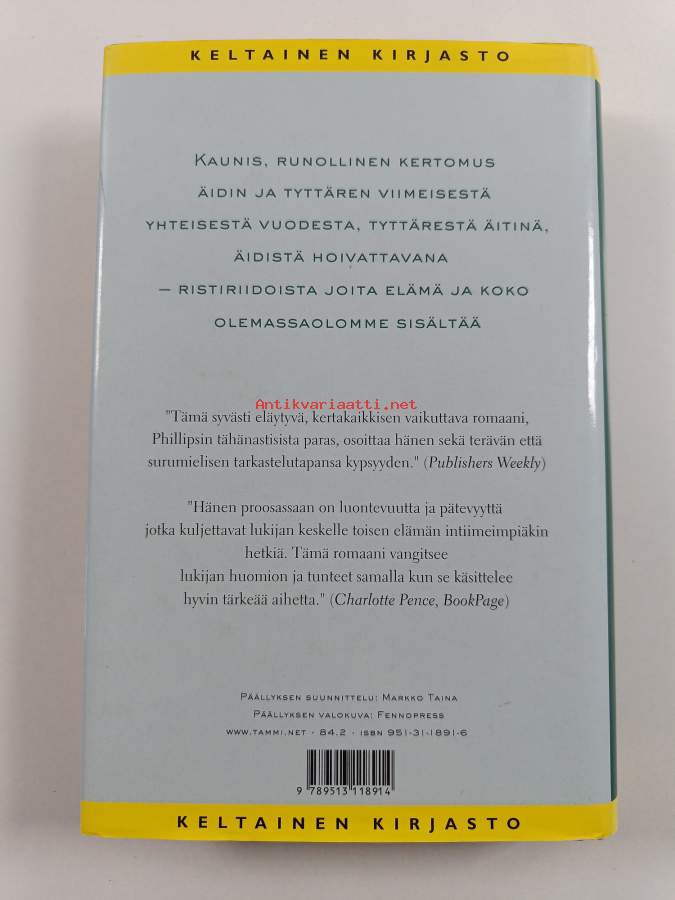 KELTAINEN KIRJASTO
KAUNIS, RUNOLLINEN KERTOMUS
ÄIDIN JA TYTTÄREN VIIMEISESTÄ
YHTEISESTÄ VUODESTA, TYTTÄRESTÄ ÄITINÄ,
ÄIDISTÄ HOIVATTAVANA
– RISTIRIIDOISTA JOITA ELÄMÄ JA KOKO
OLEMASSAOLOMME SISÄLTÄÄ
Antikvariaatti.net
"Tämä syvästi eläytyvä, kertakaikkisen vaikuttava romaani,
Phillipsin tähänastisista paras, osoittaa hänen sekä terävän että
surumielisen tarkastelutapansa kypsyyden." (Publishers Weekly)
"Hänen proosassaan on luontevuutta ja pätevyyttä
jotka kuljettavat lukijan keskelle toisen elämän intiimeimpiäkin
hetkiä. Tämä romaani vangitsee
lukijan huomion ja tunteet samalla kun se käsittelee
hyvin tärkeää aihetta." (Charlotte Pence, BookPage)
PÄÄLLYKSEN SUUNNITTELU: MARKKO TAINA
PÄÄLLYKSEN VALOKUVA: FENNOPRESS
WWW.TAMMI.NET · 84.2 · ISBN 951-31-1891-6
9 789513 118914
KELTAINEN KIRJASTO